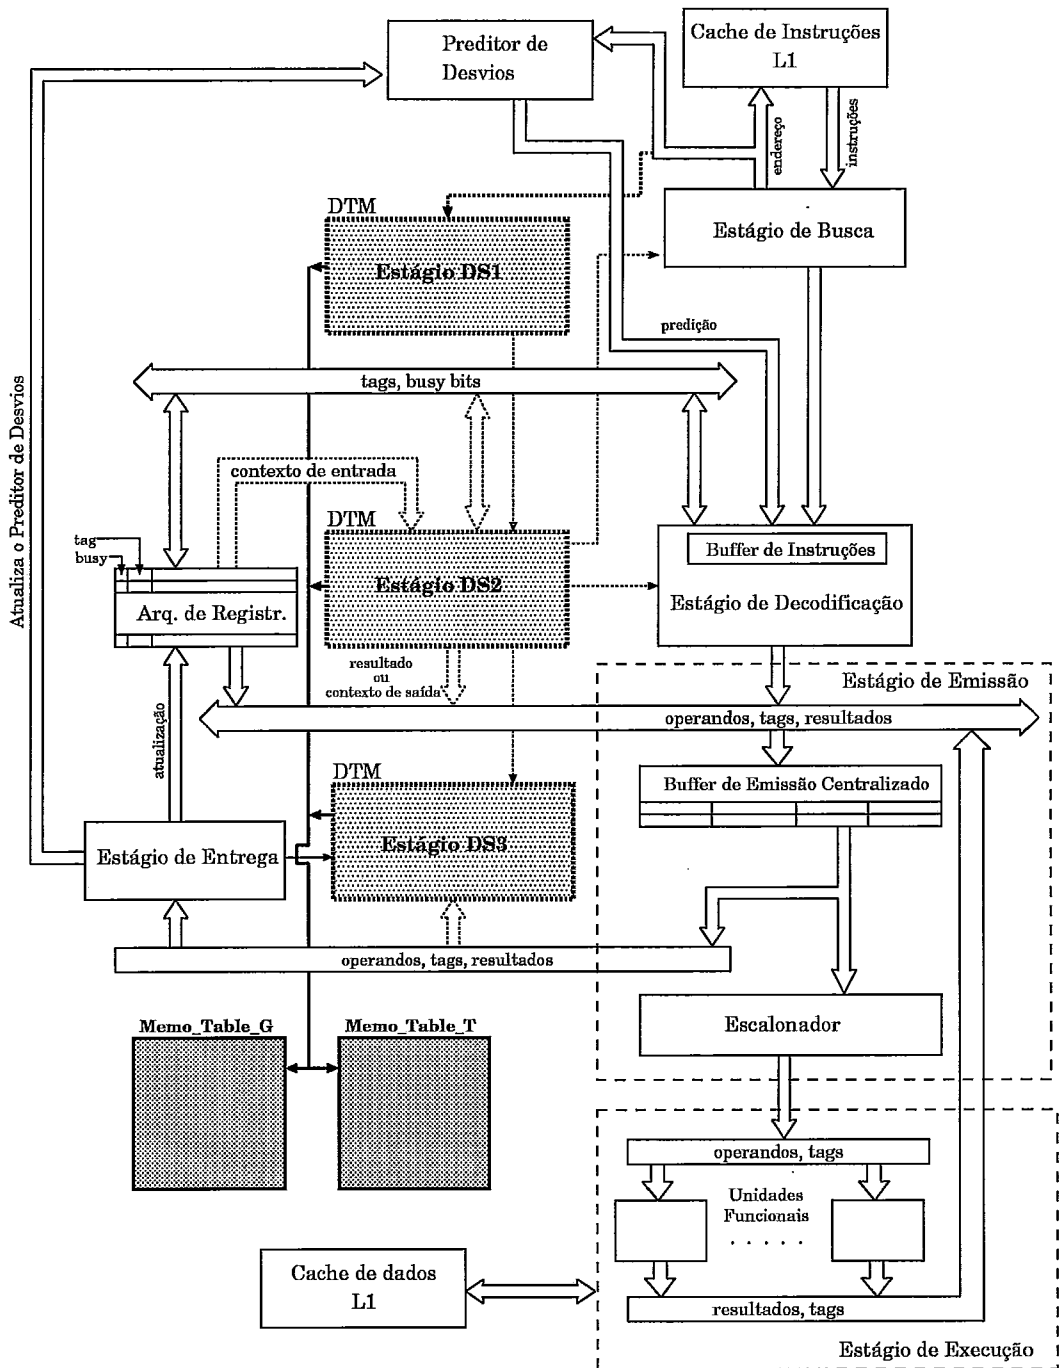 Preditor de
Desvios
Cache de Instruções
L1
endereço
instruções
DTM
Estágio DS1
Estágio de Busca
predição
tags, busy bits
Atualiza o Preditor de Desvios
contexto de entrada
DTM
Estágio DS2
Buffer de Instruções
Estágio de Decodificação
tag
busy
Arq. de Registr.
resultado
ou
contexto de saída
Estágio de Emissão
operandos, tags, resultados
atualização
DTM
Estágio DS3
Buffer de Emissão Centralizado
Estágio de Entrega
operandos, tags, resultados
Escalonador
Memo_Table_G
Memo_Table_T
operandos, tags
Unidades
Funcionais
. . . . .
Cache de dados
L1
resultados, tags
Estágio de Execução